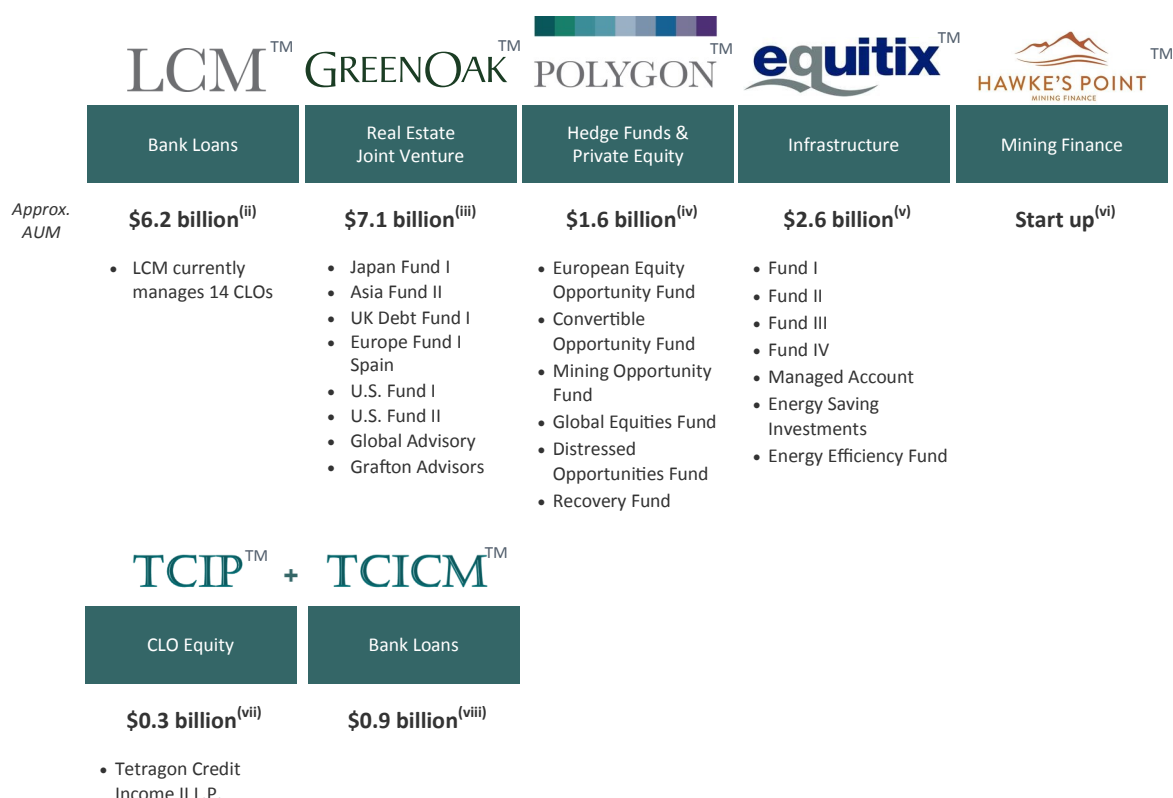 LCM™
GREENOAK™
POLYGON™
equitix™
HAWKE'S POINT™
MINING FINANCE
Bank Loans
Real Estate
Joint Venture
Hedge Funds &
Private Equity
Infrastructure
Mining Finance
Approx.
AUM
$6.2 billion(ii)
$7.1 billion(iii)
$1.6 billion(iv)
$2.6 billion(v)
Start up(vi)
• LCM currently
manages 14 CLOs
• Japan Fund I
• Asia Fund II
• UK Debt Fund I
• Europe Fund I
Spain
• U.S. Fund I
• U.S. Fund II
• Global Advisory
• Grafton Advisors
• European Equity
Opportunity Fund
• Convertible
Opportunity Fund
• Mining Opportunity
Fund
• Global Equities Fund
• Distressed
Opportunities Fund
• Recovery Fund
• Fund I
• Fund II
• Fund III
• Fund IV
• Managed Account
• Energy Saving
Investments
• Energy Efficiency Fund
TCIP™ + TCICM™
CLO Equity
Bank Loans
$0.3 billion(vii)
$0.9 billion(viii)
• Tetragon Credit
Income II L.P.